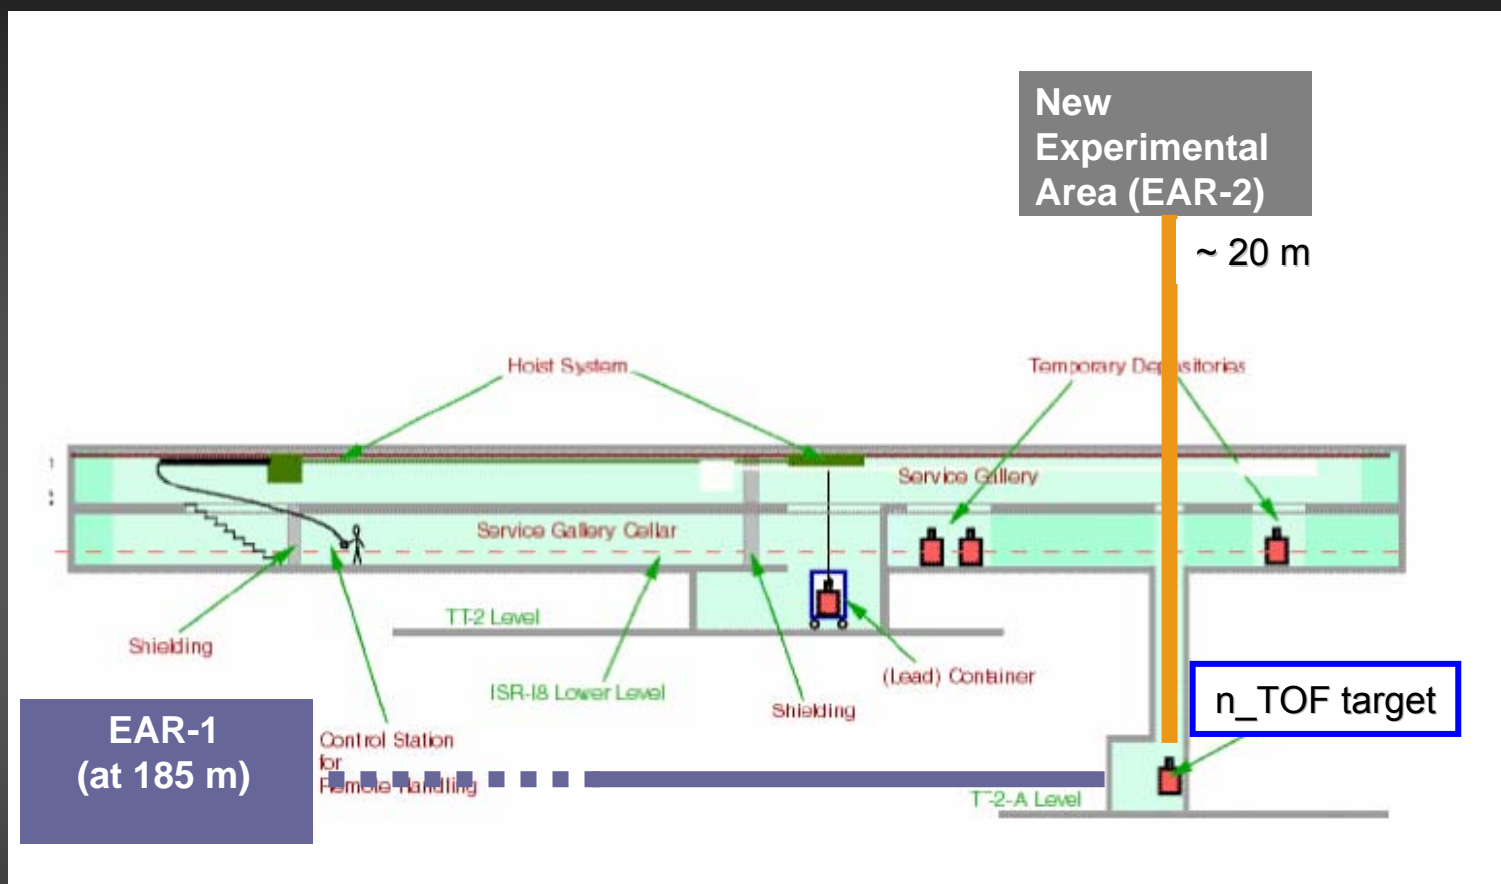 New
Experimental
Area (EAR-2)
~ 20 m
Hoist System
Temporary Depositories
Service Gallery
Service Gallery Cellar
TT-2 Level
Shielding
ISR-I8 Lower Level
(Lead) Container
Shielding
n_TOF target
EAR-1
(at 185 m)
Control Station
for
Remote Handling
TT-2-A Level